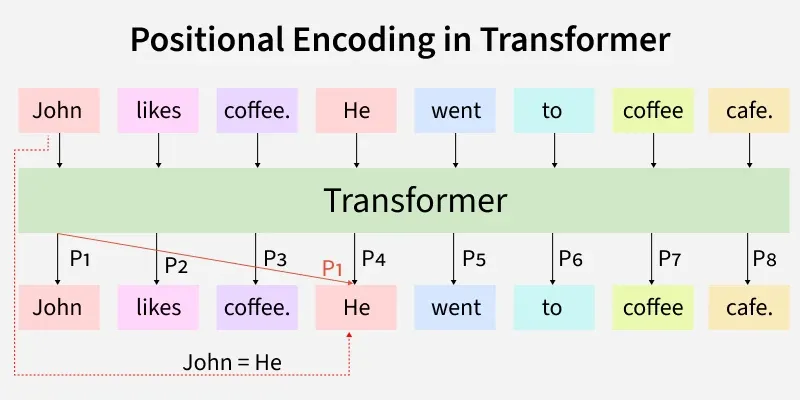 Positional Encoding in Transformer
John likes coffee. He went to coffee cafe.
Transformer
P1 P2 P3 P1 P4 P5 P6 P7 P8
John likes coffee. He went to coffee cafe.
John = He